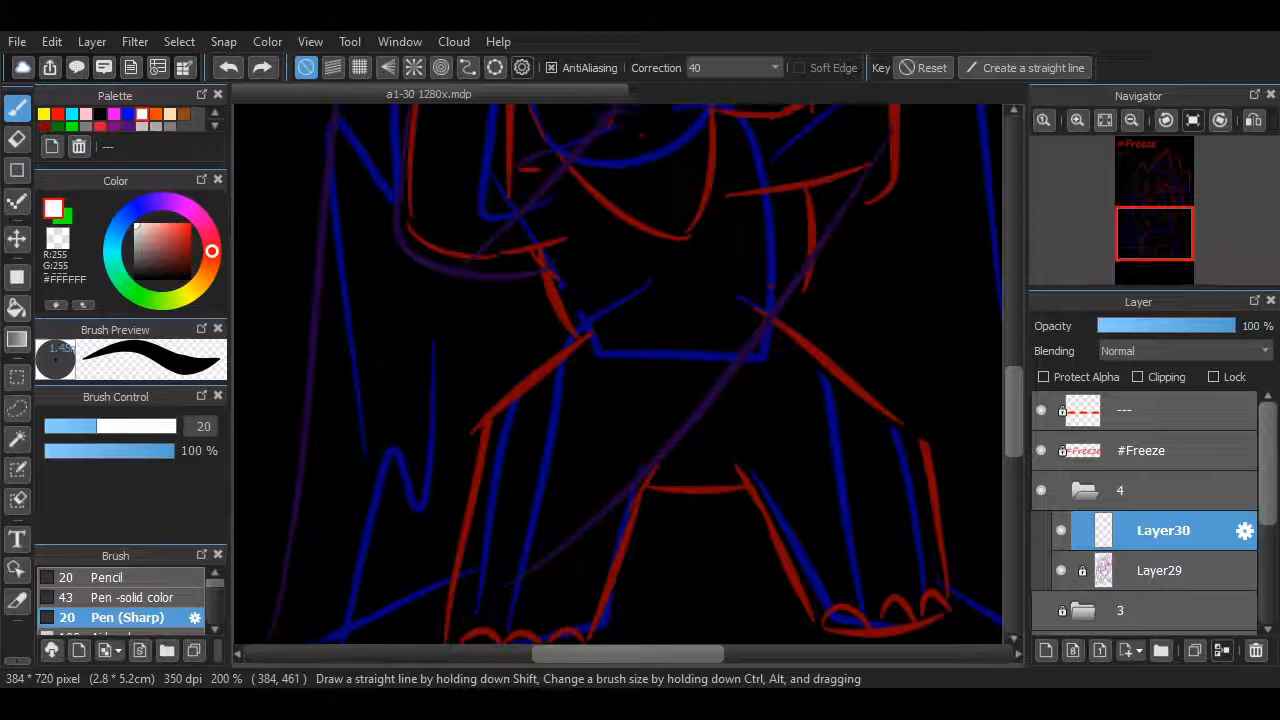 File Edit Layer Filter Select Snap Color View Tool Window Cloud Help
AntiAliasing Correction 40 Soft Edge Key Reset Create a straight line
Palette
---
Color
R:255
G:255
#FFFFFF
Brush Preview
Brush Control
20
100 %
Brush
20 Pencil
43 Pen -solid color
20 Pen (Sharp)
a1-30 1280x.mdp
Navigator
#Freeze
Layer
Opacity 100 %
Blending Normal
Protect Alpha Clipping Lock
---
#Freeze #Freeze
4
Layer30
Layer29
3
384 * 720 pixel (2.8 * 5.2cm) 350 dpi 200 % ( 384, 461 ) Draw a straight line by holding down Shift, Change a brush size by holding down Ctrl, Alt, and dragging